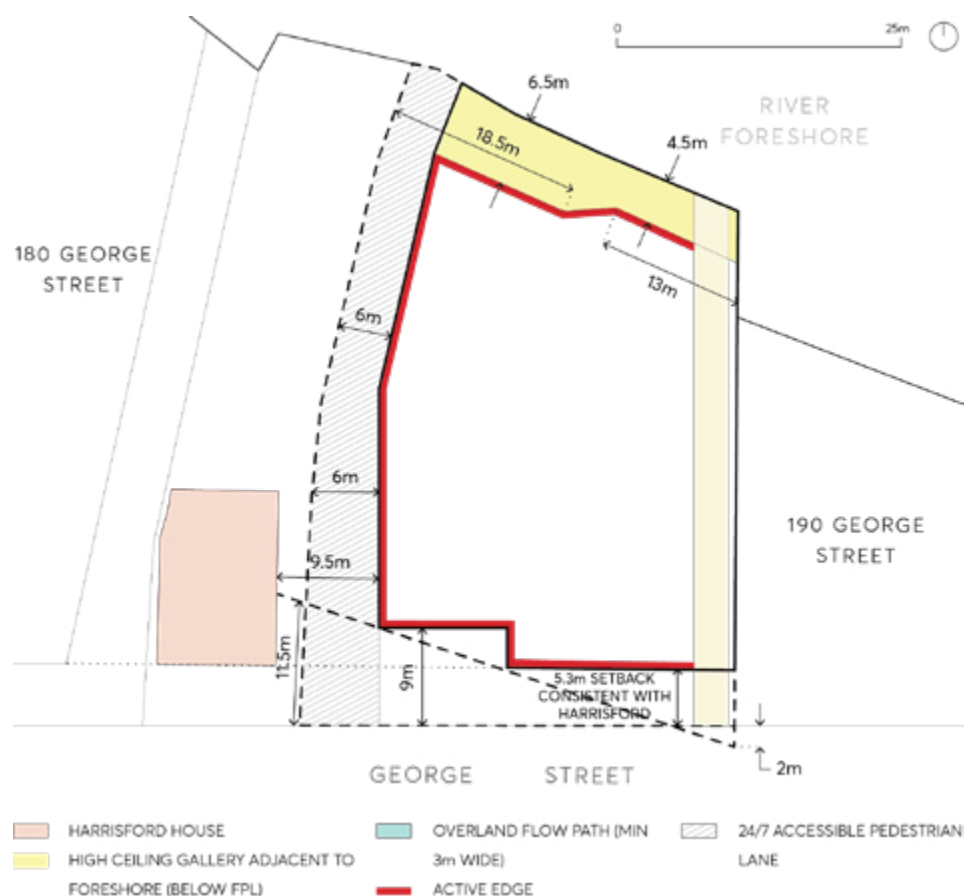 0
25m
6.5m
RIVER
FORESHORE
18.5m
4.5m
180 GEORGE
STREET
13m
6m
6m
190 GEORGE
STREET
9.5m
11.5m
9m
5.3m SETBACK
CONSISTENT WITH
HARRISFORD
2m
GEORGE STREET
HARRISFORD HOUSE
HIGH CEILING GALLERY ADJACENT TO
FORESHORE (BELOW FPL)
OVERLAND FLOW PATH (MIN
3m WIDE)
ACTIVE EDGE
24/7 ACCESSIBLE PEDESTRIAN
LANE